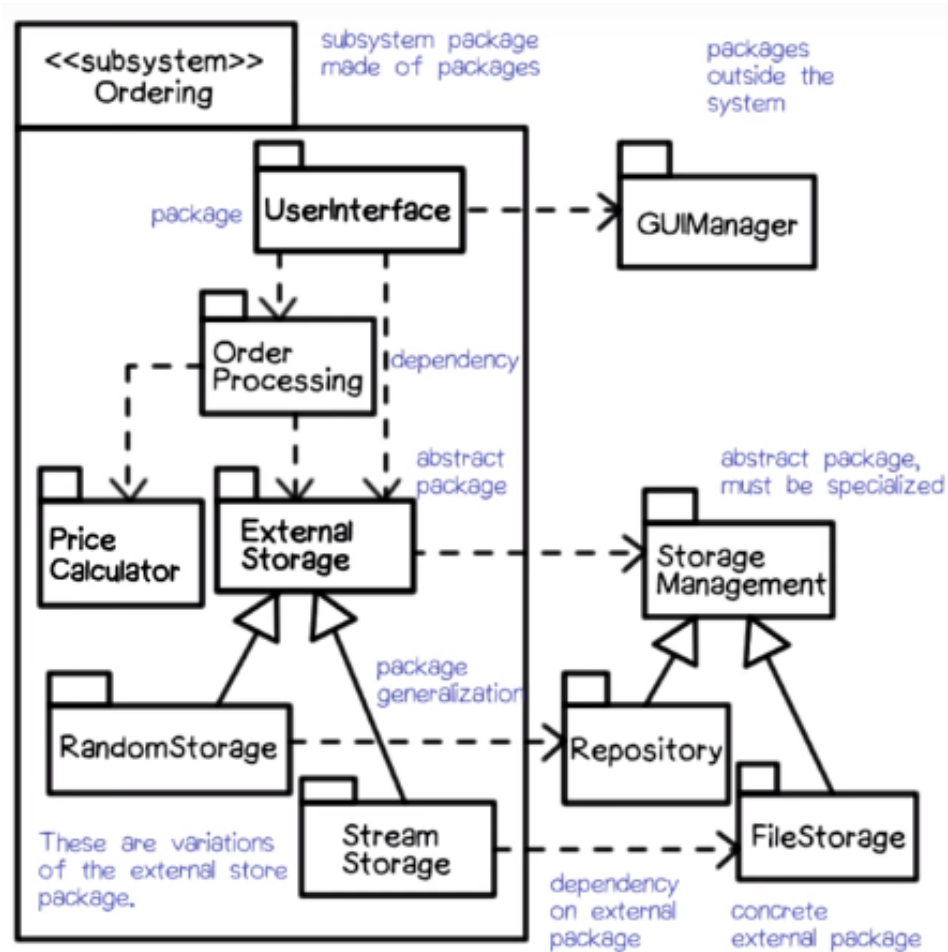 <<subsystem>>
Ordering
subsystem package
made of packages
packages
outside the
system
package
UserInterface
GUIManager
Order
Processing
dependency
abstract
package
abstract package,
must be specialized
Price
Calculator
External
Storage
Storage
Management
package
generalization
RandomStorage
Repository
Stream
Storage
FileStorage
These are variations
of the external store
package.
dependency
on external
package
concrete
external package